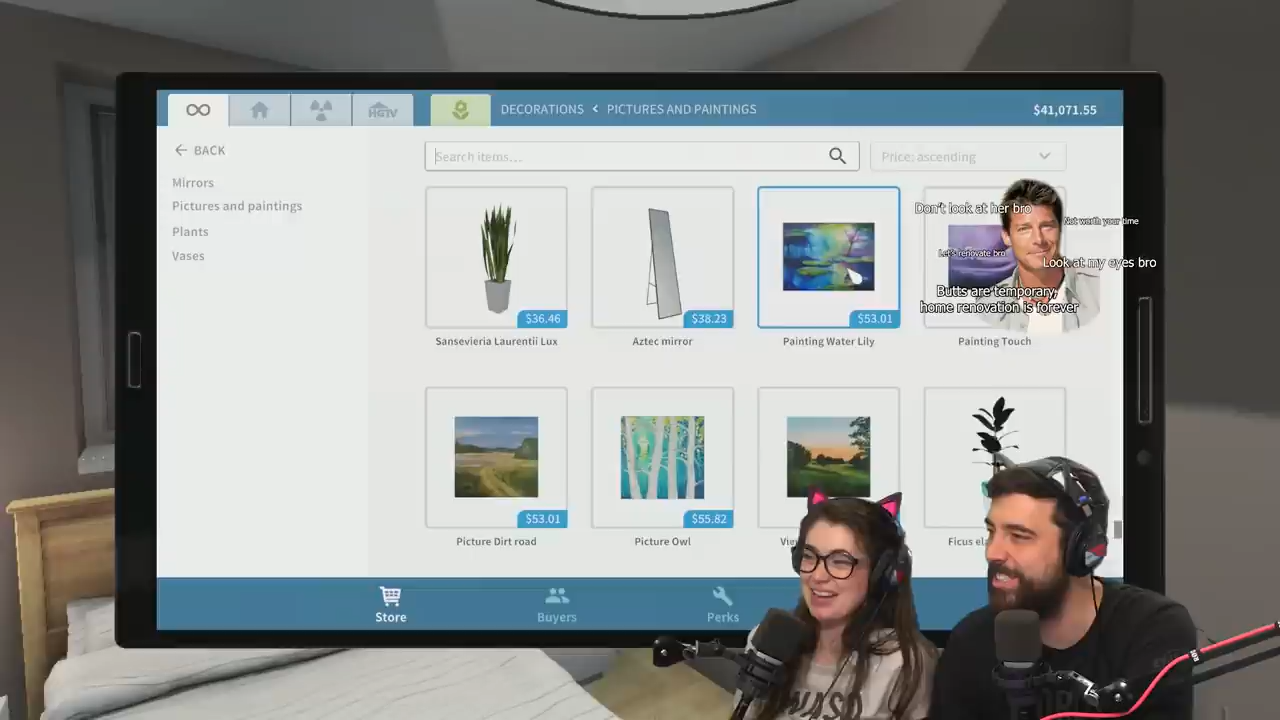 HGTV
DECORATIONS < PICTURES AND PAINTINGS
$41,071.55
BACK
Search items...
Price: ascending
Mirrors
Pictures and paintings
Plants
Vases
$36.46
$38.23
$53.01
Sansevieria Laurentii Lux
Aztec mirror
Painting Water Lily
Painting Touch
Don't look at her bro
Not worth your time
Let's renovate bro
Look at my eyes bro
Butts are temporary,
home renovation is forever
$53.01
$55.82
Picture Dirt road
Picture Owl
Store
Buyers
Perks